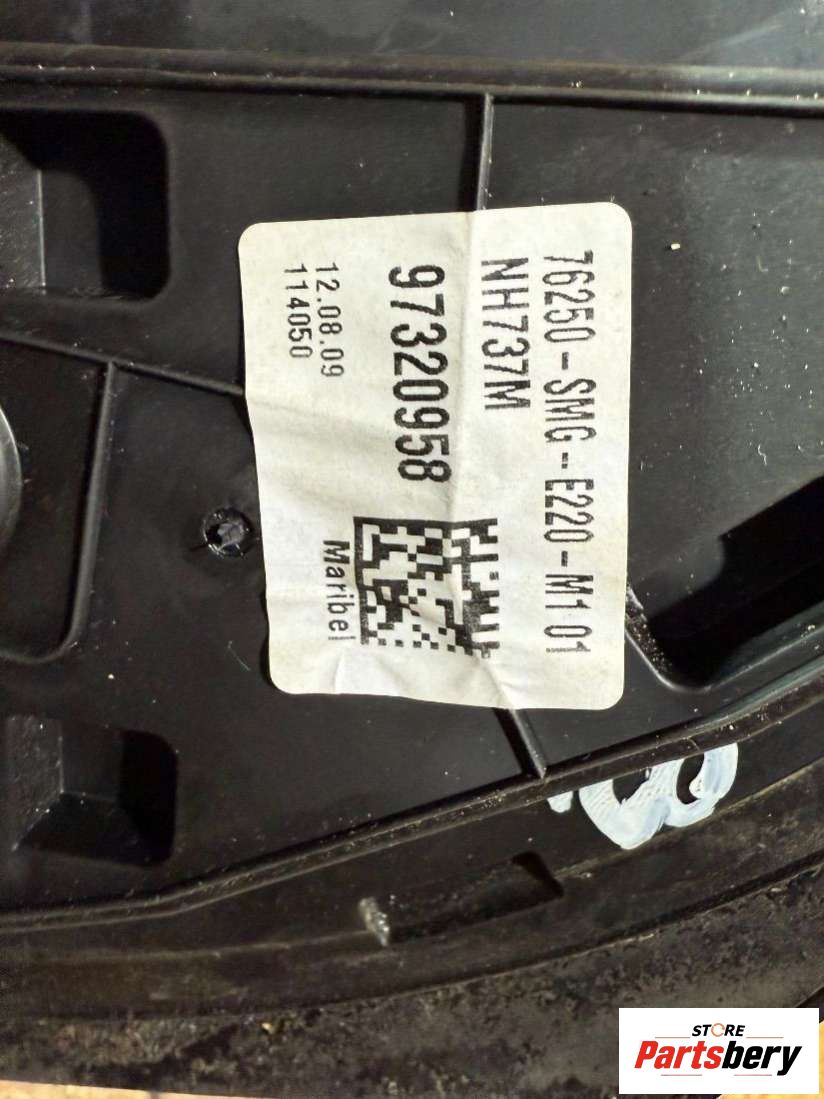 76250-SMG-E220-M1 01
NH737M
97320958
12.08.09
114050
Maribel
STORE
Partsbery